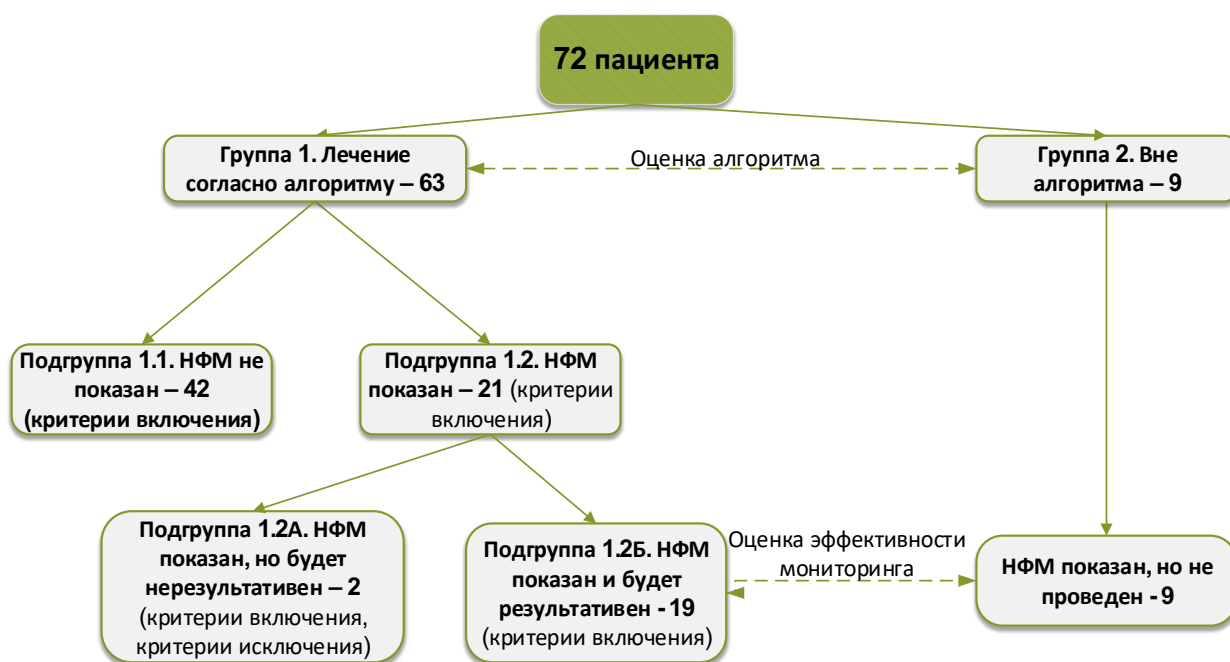 72 пациента
Группа 1. Лечение
согласно алгоритму – 63
Оценка алгоритма
Группа 2. Вне
алгоритма – 9
Подгруппа 1.1. НФМ не
показан – 42
(критерии включения)
Подгруппа 1.2. НФМ
показан – 21 (критерии
включения)
Подгруппа 1.2А. НФМ
показан, но будет
нерезультативен – 2
(критерии включения,
критерии исключения)
Подгруппа 1.2Б. НФМ
показан и будет
результативен - 19
(критерии включения)
Оценка эффективности
мониторинга
НФМ показан, но не
проведен - 9